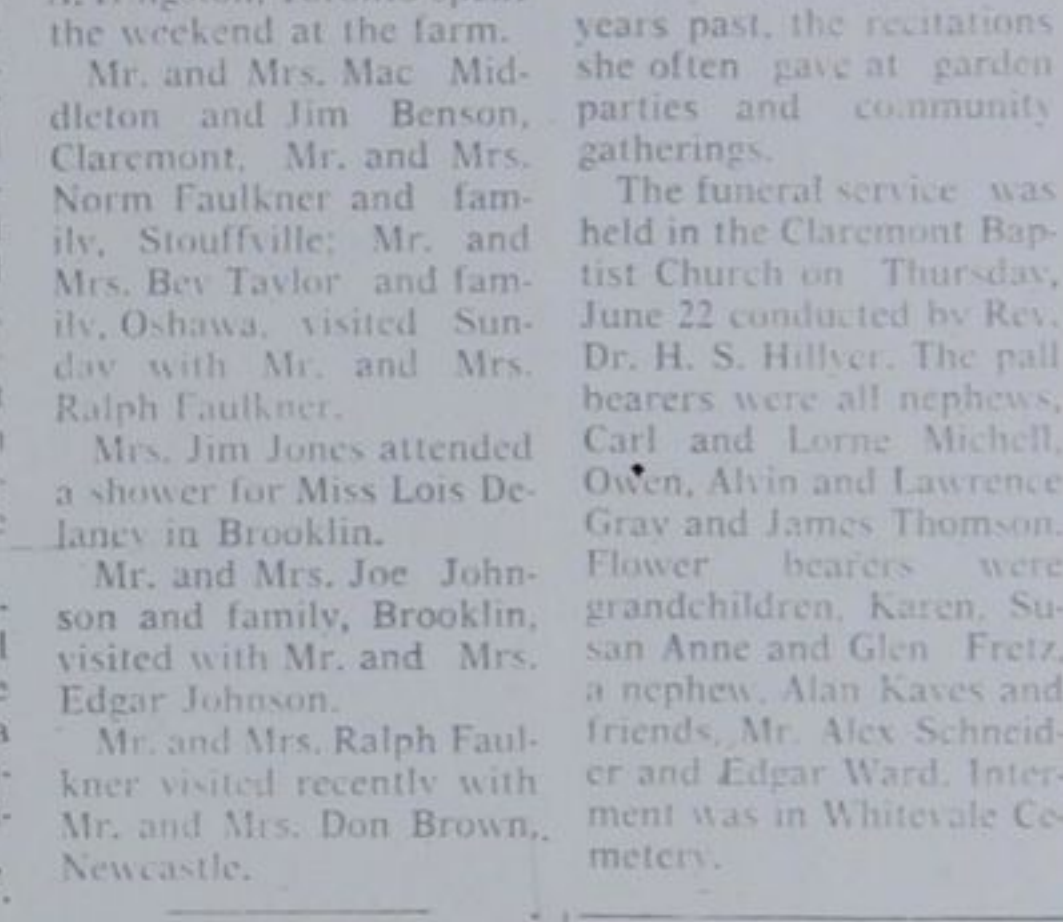 the weekend at the farm.
Mr. and Mrs. Mac Mid-
dleton and Jim Benson,
Claremont, Mr. and Mrs.
Norm Faulkner and fam-
ily, Stouffville; Mr. and
Mrs. Bev Taylor and fam-
ily, Oshawa, visited Sun-
day with Mr. and Mrs.
Ralph Faulkner.
Mrs. Jim Jones attended
a shower for Miss Lois De-
laney in Brooklin.
Mr. and Mrs. Joe John-
son and family, Brooklin,
visited with Mr. and Mrs.
Edgar Johnson.
Mr. and Mrs. Ralph Faul-
kner visited recently with
Mr. and Mrs. Don Brown,
Newcastle.
years past, the recitations
she often gave at garden
parties and community
gatherings.
The funeral service was
held in the Claremont Bap-
tist Church on Thursday,
June 22 conducted by Rev.
Dr. H. S. Hillyer. The pall
bearers were all nephews,
Carl and Lorne Michell,
Owen, Alvin and Lawrence
Gray and James Thomson.
Flower bearers were
grandchildren, Karen, Su
san Anne and Glen Fretz,
a nephew, Alan Kayes and
friends, Mr. Alex Schneid-
er and Edgar Ward. Inter-
ment was in Whitevale Ce-
metery.